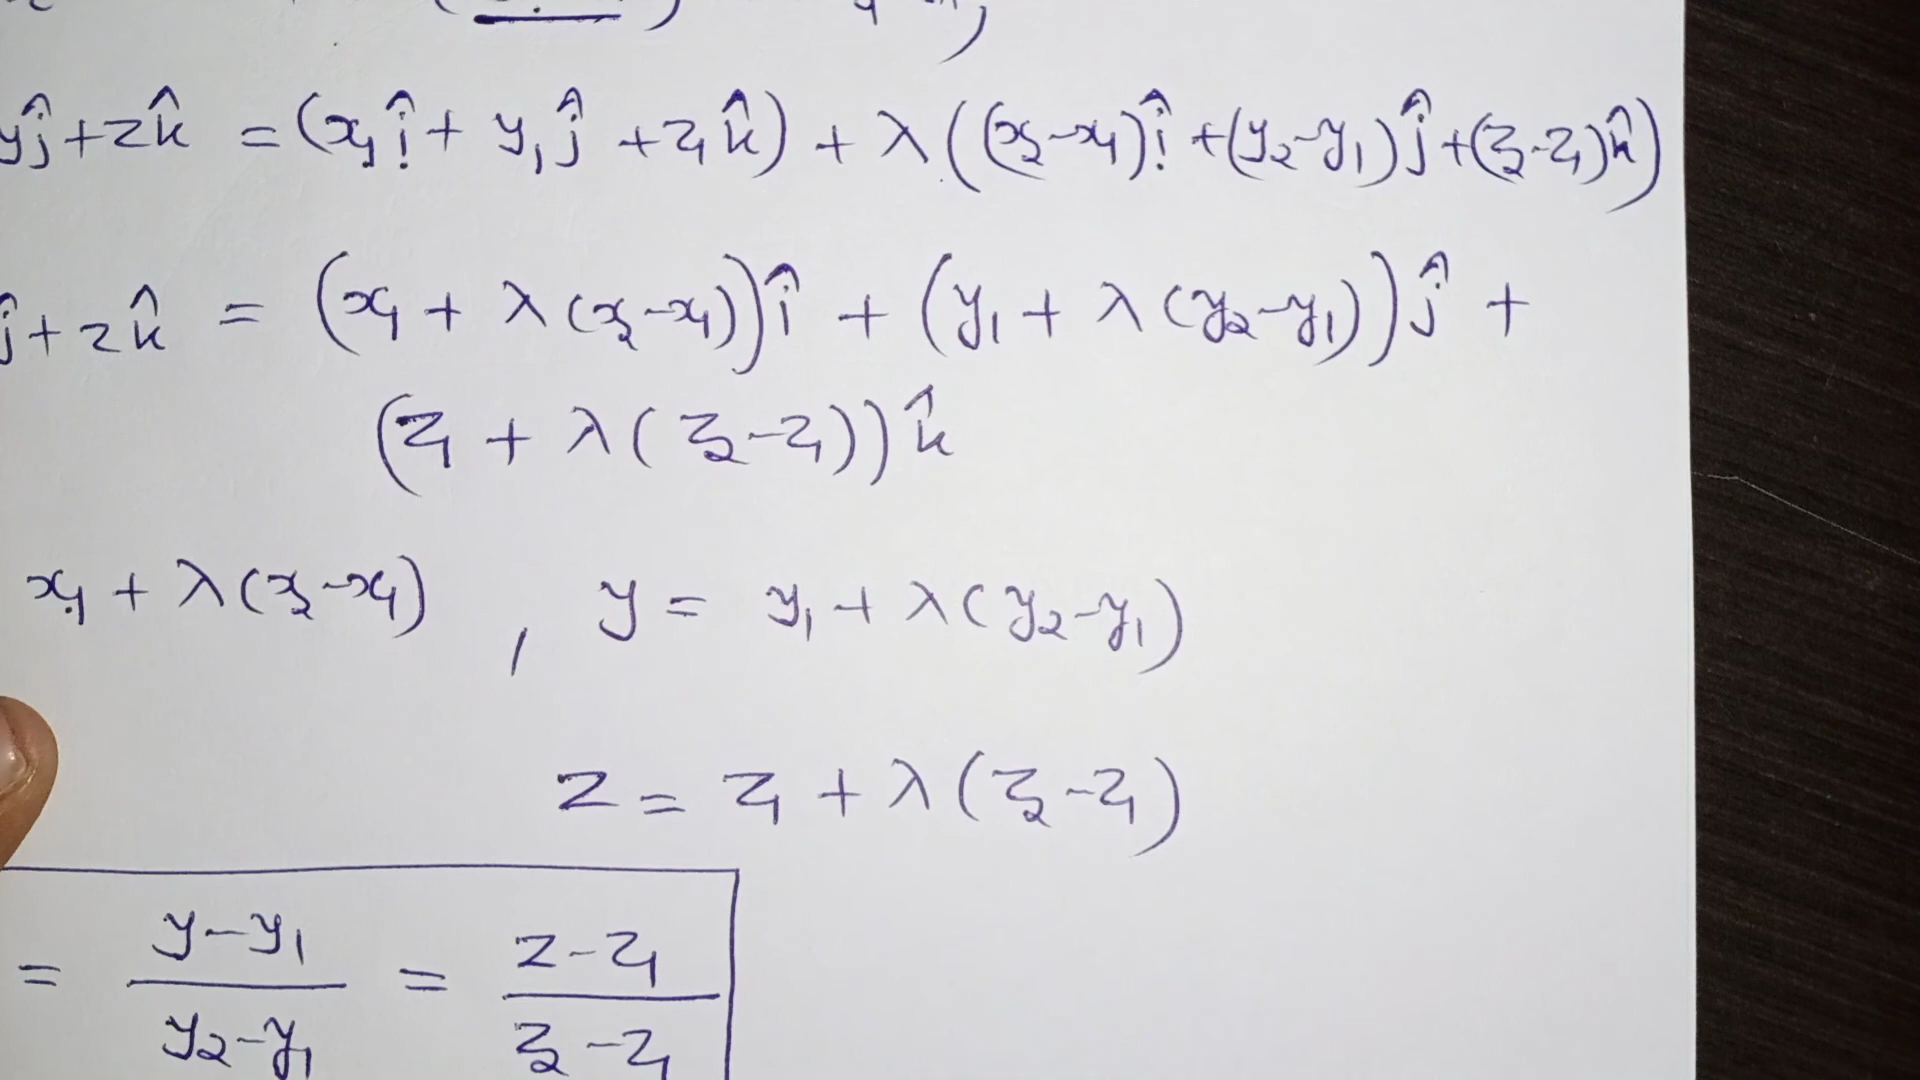 yĵ+zk̂ = (x₁î + y₁ĵ + z₁k̂) + λ((x₂-x₁)î + (y₂-y₁)ĵ + (z₂-z₁)k̂)
ĵ + zk̂ = (x₁ + λ(x₂-x₁))î + (y₁ + λ(y₂-y₁))ĵ +
(z₁ + λ(z₂-z₁))k̂
x₁ + λ(x₂-x₁) , y = y₁ + λ(y₂-y₁)
z = z₁ + λ(z₂-z₁)
= y-y₁ / y₂-y₁ = z-z₁ / z₂-z₁